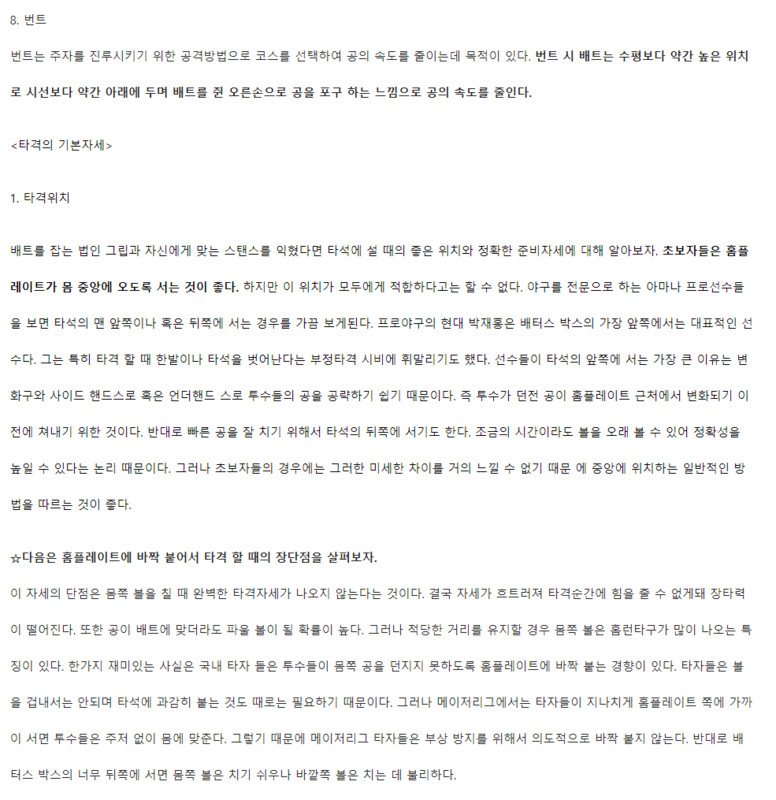 8. 번트
번트는 주자를 진루시키기 위한 공격방법으로 코스를 선택하여 공의 속도를 줄이는데 목적이 있다. 번트 시 배트는 수평보다 약간 높은 위치
로 시선보다 약간 아래에 두며 배트를 쥔 오른손으로 공을 포구 하는 느낌으로 공의 속도를 줄인다.
<타격의 기본자세>
1. 타격위치
배트를 잡는 법인 그립과 자신에게 맞는 스탠스를 익혔다면 타석에 설 때의 좋은 위치와 정확한 준비자세에 대해 알아보자. 초보자들은 홈플
레이트가 몸 중앙에 오도록 서는 것이 좋다. 하지만 이 위치가 모두에게 적합하다고는 할 수 없다. 야구를 전문으로 하는 아마나 프로선수들
을 보면 타석의 맨 앞쪽이나 혹은 뒤쪽에 서는 경우를 가끔 보게된다. 프로야구의 현대 박재홍은 배터스 박스의 가장 앞쪽에서는 대표적인 선
수다. 그는 특히 타격 할 때 한발이나 타석을 벗어난다는 부정타격 시비에 휘말리기도 했다. 선수들이 타석의 앞쪽에 서는 가장 큰 이유는 변
화구와 사이드 핸드스로 혹은 언더핸드 스로 투수들의 공을 공략하기 쉽기 때문이다. 즉 투수가 던전 공이 홈플레이트 근처에서 변화되기 이
전에 쳐내기 위한 것이다. 반대로 빠른 공을 잘 치기 위해서 타석의 뒤쪽에 서기도 한다. 조금의 시간이라도 볼을 오래 볼 수 있어 정확성을
높일 수 있다는 논리 때문이다. 그러나 초보자들의 경우에는 그러한 미세한 차이를 거의 느낄 수 없기 때문 에 중앙에 위치하는 일반적인 방
법을 따르는 것이 좋다.
☆다음은 홈플레이트에 바짝 붙어서 타격 할 때의 장단점을 살펴보자.
이 자세의 단점은 몸쪽 볼을 칠 때 완벽한 타격자세가 나오지 않는다는 것이다. 결국 자세가 흐트러져 타격순간에 힘을 줄 수 없게돼 장타력
이 떨어진다. 또한 공이 배트에 맞더라도 파울 볼이 될 확률이 높다. 그러나 적당한 거리를 유지할 경우 몸쪽 볼은 홈런타구가 많이 나오는 특
징이 있다. 한가지 재미있는 사실은 국내 타자 들은 투수들이 몸쪽 공을 던지지 못하도록 홈플레이트에 바짝 붙는 경향이 있다. 타자들은 볼
을 겁내서는 안되며 타석에 과감히 붙는 것도 때로는 필요하기 때문이다. 그러나 메이저리그에서는 타자들이 지나치게 홈플레이트 쪽에 가까
이 서면 투수들은 주저 없이 몸에 맞춘다. 그렇기 때문에 메이저리그 타자들은 부상 방지를 위해서 의도적으로 바짝 붙지 않는다. 반대로 배
터스 박스의 너무 뒤쪽에 서면 몸쪽 볼은 치기 쉬우나 바깥쪽 볼은 치는 데 불리하다.